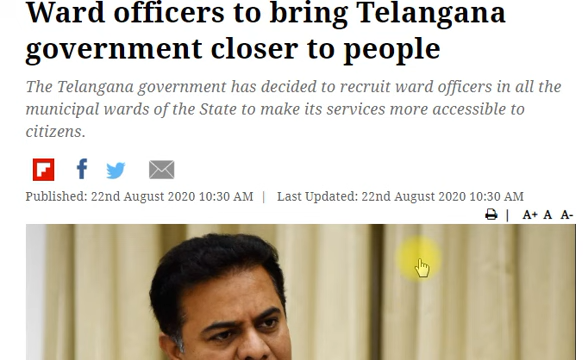 Ward officers to bring Telangana
government closer to people
The Telangana government has decided to recruit ward officers in all the
municipal wards of the State to make its services more accessible to
citizens.
Published: 22nd August 2020 10:30 AM | Last Updated: 22nd August 2020 10:30 AM
| A+ A A-